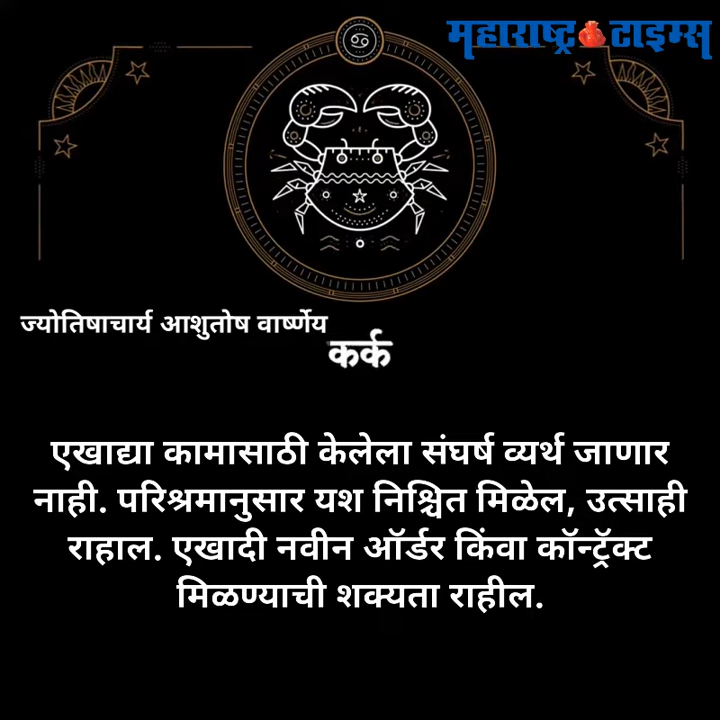 महाराष्ट्र टाइम्स
ज्योतिषाचार्य आशुतोष वार्ष्णेय
कर्क
एखाद्या कामासाठी केलेला संघर्ष व्यर्थ जाणार
नाही. परिश्रमानुसार यश निश्चित मिळेल, उत्साही
राहाल. एखादी नवीन ऑर्डर किंवा कॉन्ट्रॅक्ट
मिळण्याची शक्यता राहील.